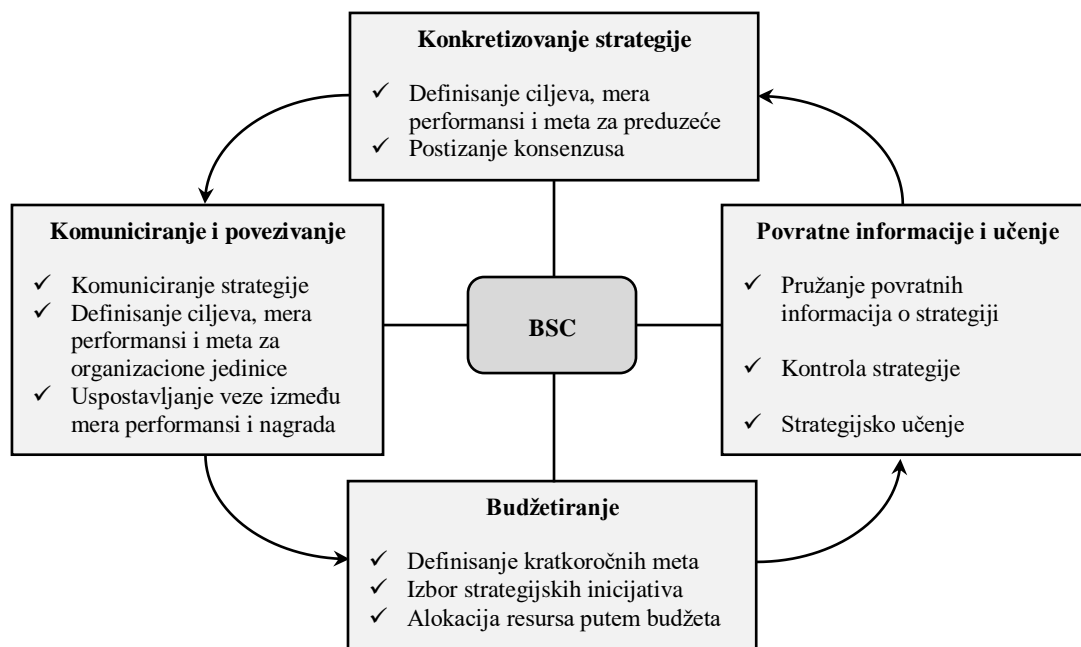 Konkretizovanje strategije
✓ Definisanje ciljeva, mera
performansi i meta za preduzeće
✓ Postizanje konsenzusa
Komuniciranje i povezivanje
✓ Komuniciranje strategije
✓ Definisanje ciljeva, mera
performansi i meta za
organizacione jedinice
✓ Uspostavljanje veze između
mera performansi i nagrada
BSC
Povratne informacije i učenje
✓ Pružanje povratnih
informacija o strategiji
✓ Kontrola strategije
✓ Strategijsko učenje
Budžetiranje
✓ Definisanje kratkoročnih meta
✓ Izbor strategijskih inicijativa
✓ Alokacija resursa putem budžeta